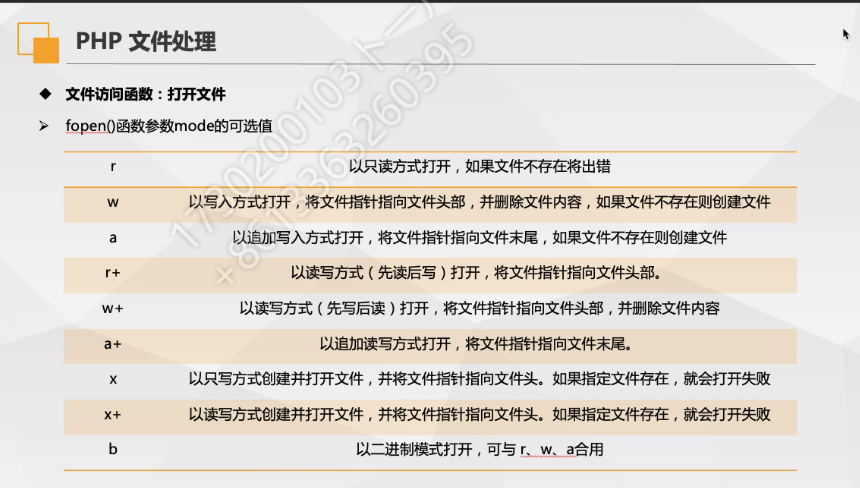 PHP 文件处理
◆ 文件访问函数：打开文件
➢ fopen()函数参数mode的可选值
r 以只读方式打开，如果文件不存在将出错
w 以写入方式打开，将文件指针指向文件头部，并删除文件内容，如果文件不存在则创建文件
a 以追加写入方式打开，将文件指针指向文件末尾，如果文件不存在则创建文件
r+ 以读写方式（先读后写）打开，将文件指针指向文件头部。
w+ 以读写方式（先写后读）打开，将文件指针指向文件头部，并删除文件内容
a+ 以追加读写方式打开，将文件指针指向文件末尾。
x 以只写方式创建并打开文件，并将文件指针指向文件头。如果指定文件存在，就会打开失败
x+ 以读写方式创建并打开文件，并将文件指针指向文件头。如果指定文件存在，就会打开失败
b 以二进制模式打开，可与 r、w、a合用
1730200103卜一
+8613363260395